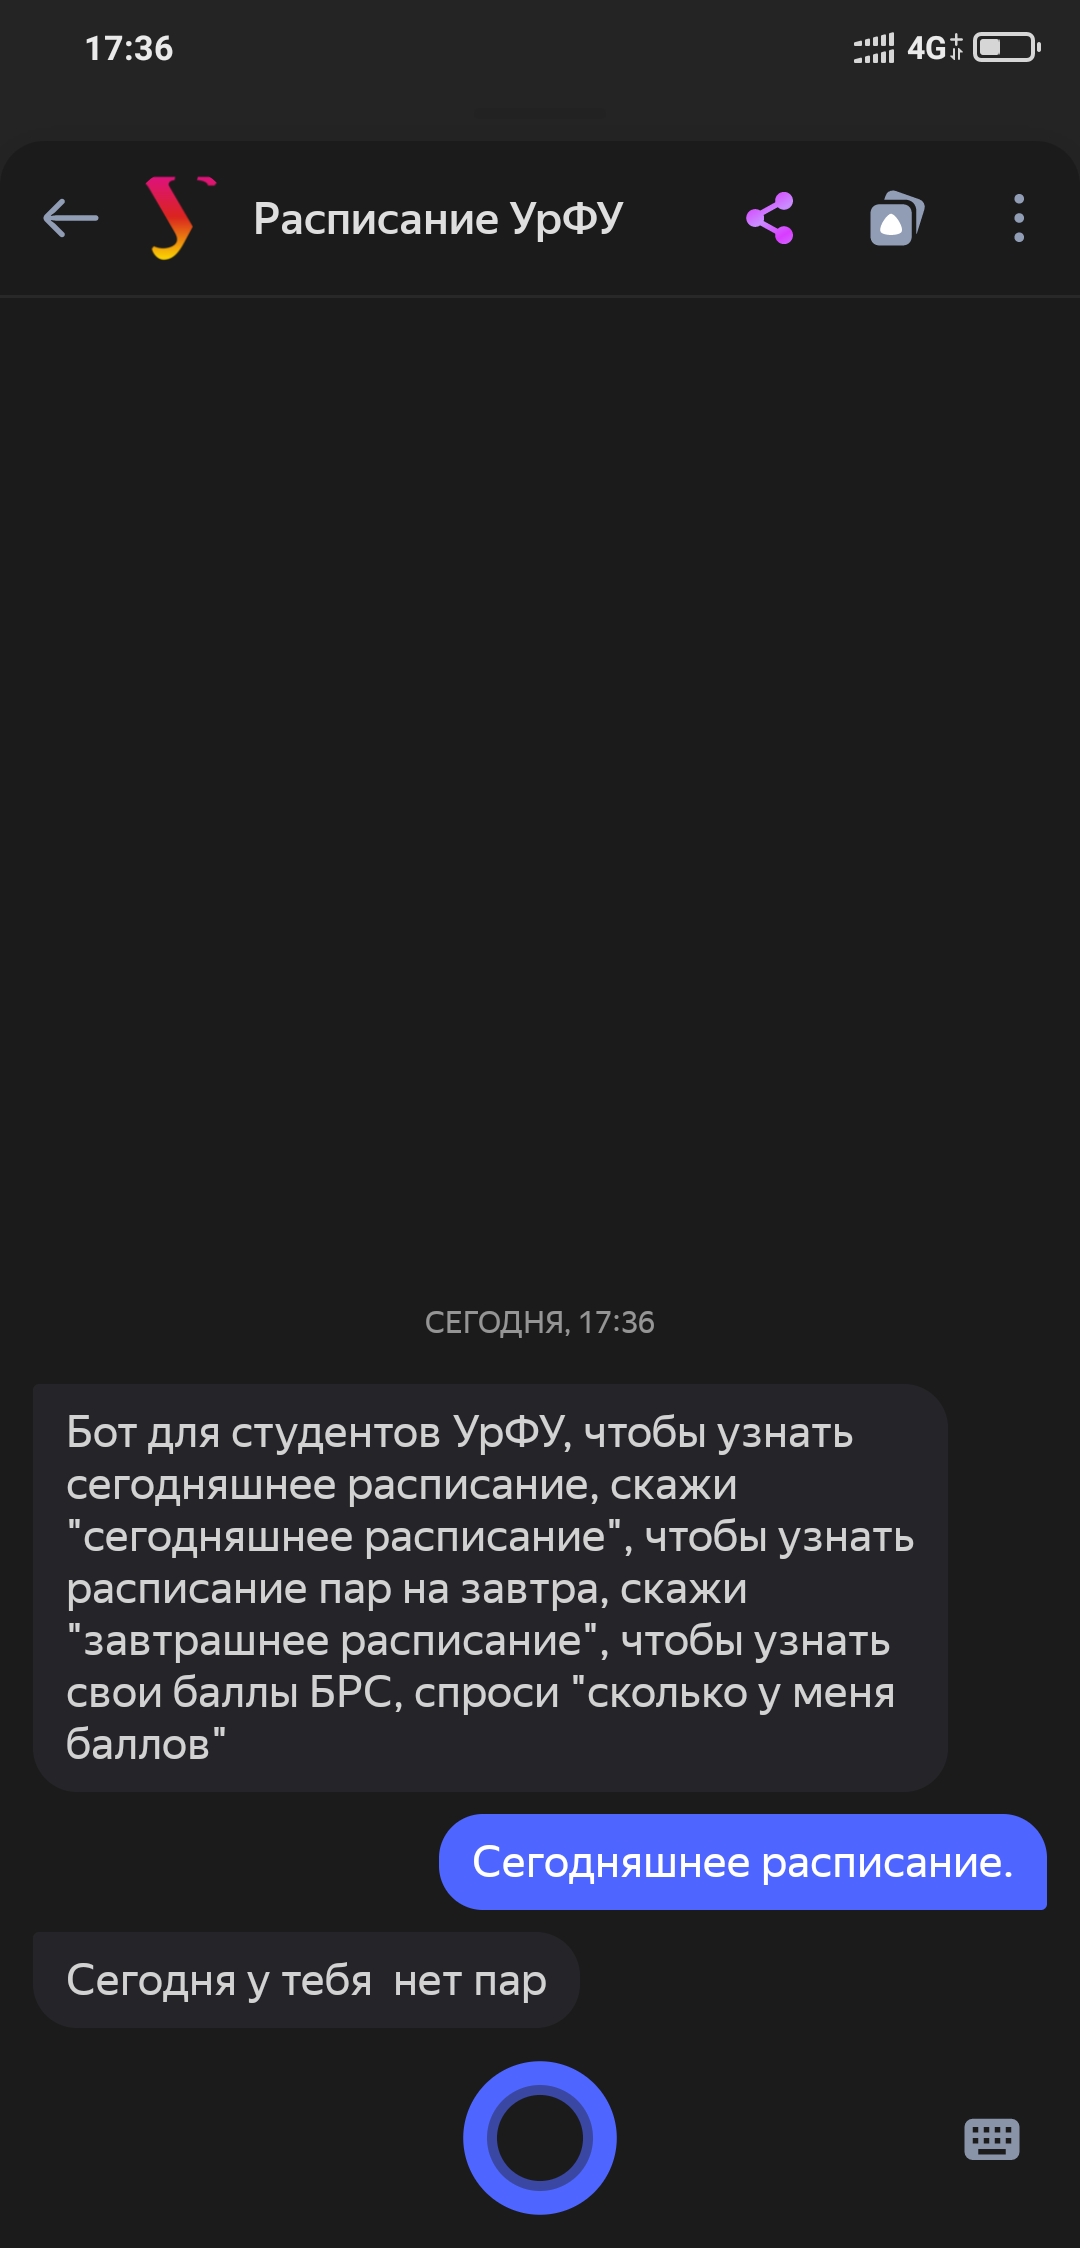 17:36
4G
Расписание УрФУ
СЕГОДНЯ, 17:36
Бот для студентов УрФУ, чтобы узнать
сегодняшнее расписание, скажи
"сегодняшнее расписание", чтобы узнать
расписание пар на завтра, скажи
"завтрашнее расписание", чтобы узнать
свои баллы БРС, спроси "сколько у меня
баллов"
Сегодняшнее расписание.
Сегодня у тебя  нет пар